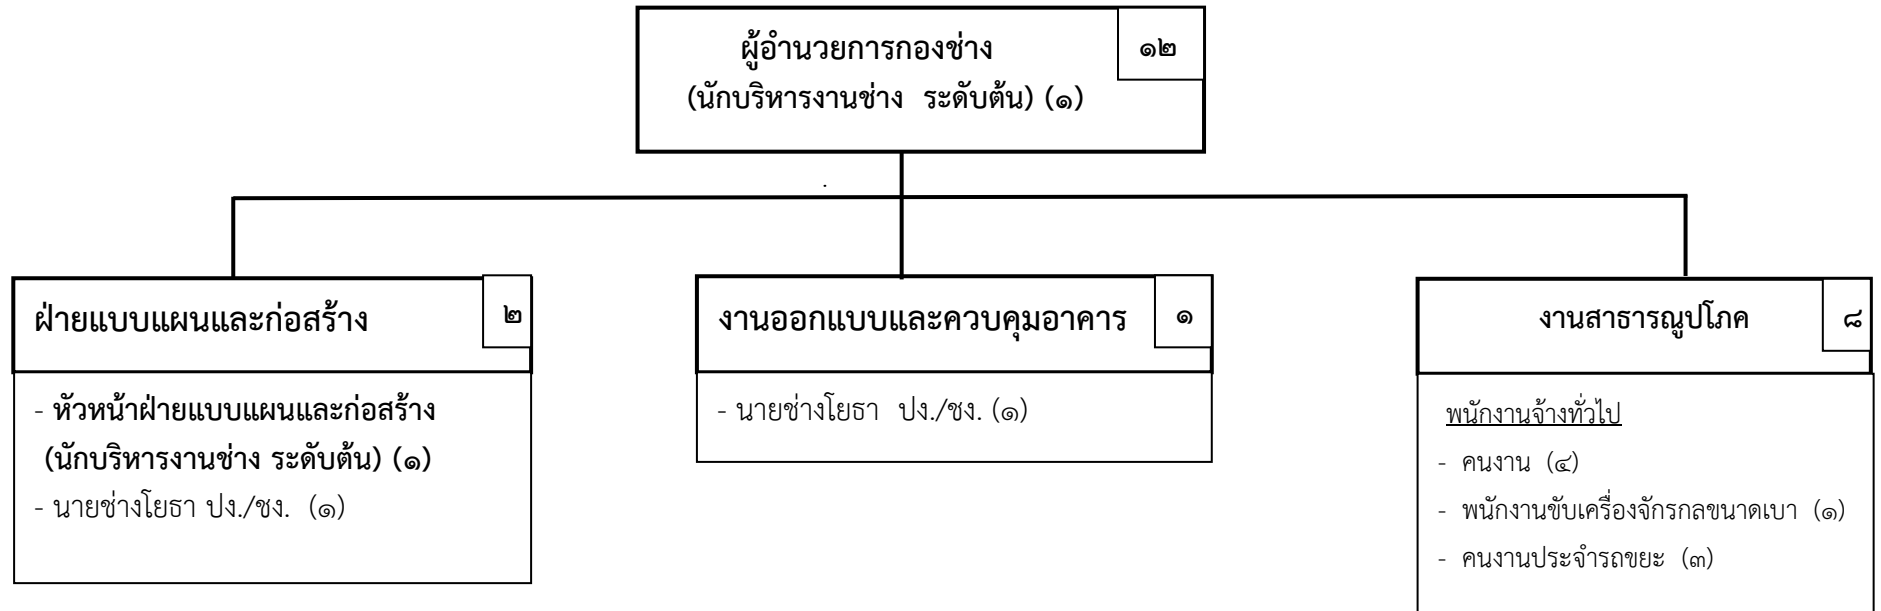 ผู้อำนวยการกองช่าง
(นักบริหารงานช่าง ระดับต้น) (๑)
๑๒
ฝ่ายแบบแผนและก่อสร้าง
๒
- หัวหน้าฝ่ายแบบแผนและก่อสร้าง
(นักบริหารงานช่าง ระดับต้น) (๑)
- นายช่างโยธา ปง./ชง. (๑)
งานออกแบบและควบคุมอาคาร
๑
- นายช่างโยธา ปง./ชง. (๑)
งานสาธารณูปโภค
๘
พนักงานจ้างทั่วไป
- คนงาน (๔)
- พนักงานขับเครื่องจักรกลขนาดเบา (๑)
- คนงานประจำรถขยะ (๓)